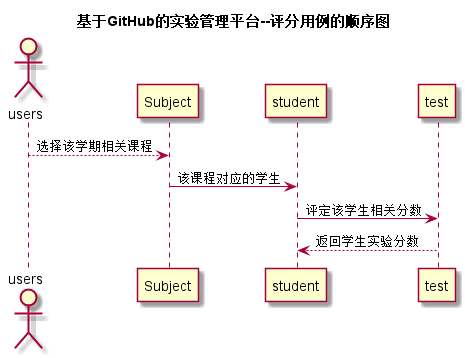 基于GitHub的实验管理平台--评分用例的顺序图
users
Subject
student
test
选择该学期相关课程
该课程对应的学生
评定该学生相关分数
返回学生实验分数
users
Subject
student
test